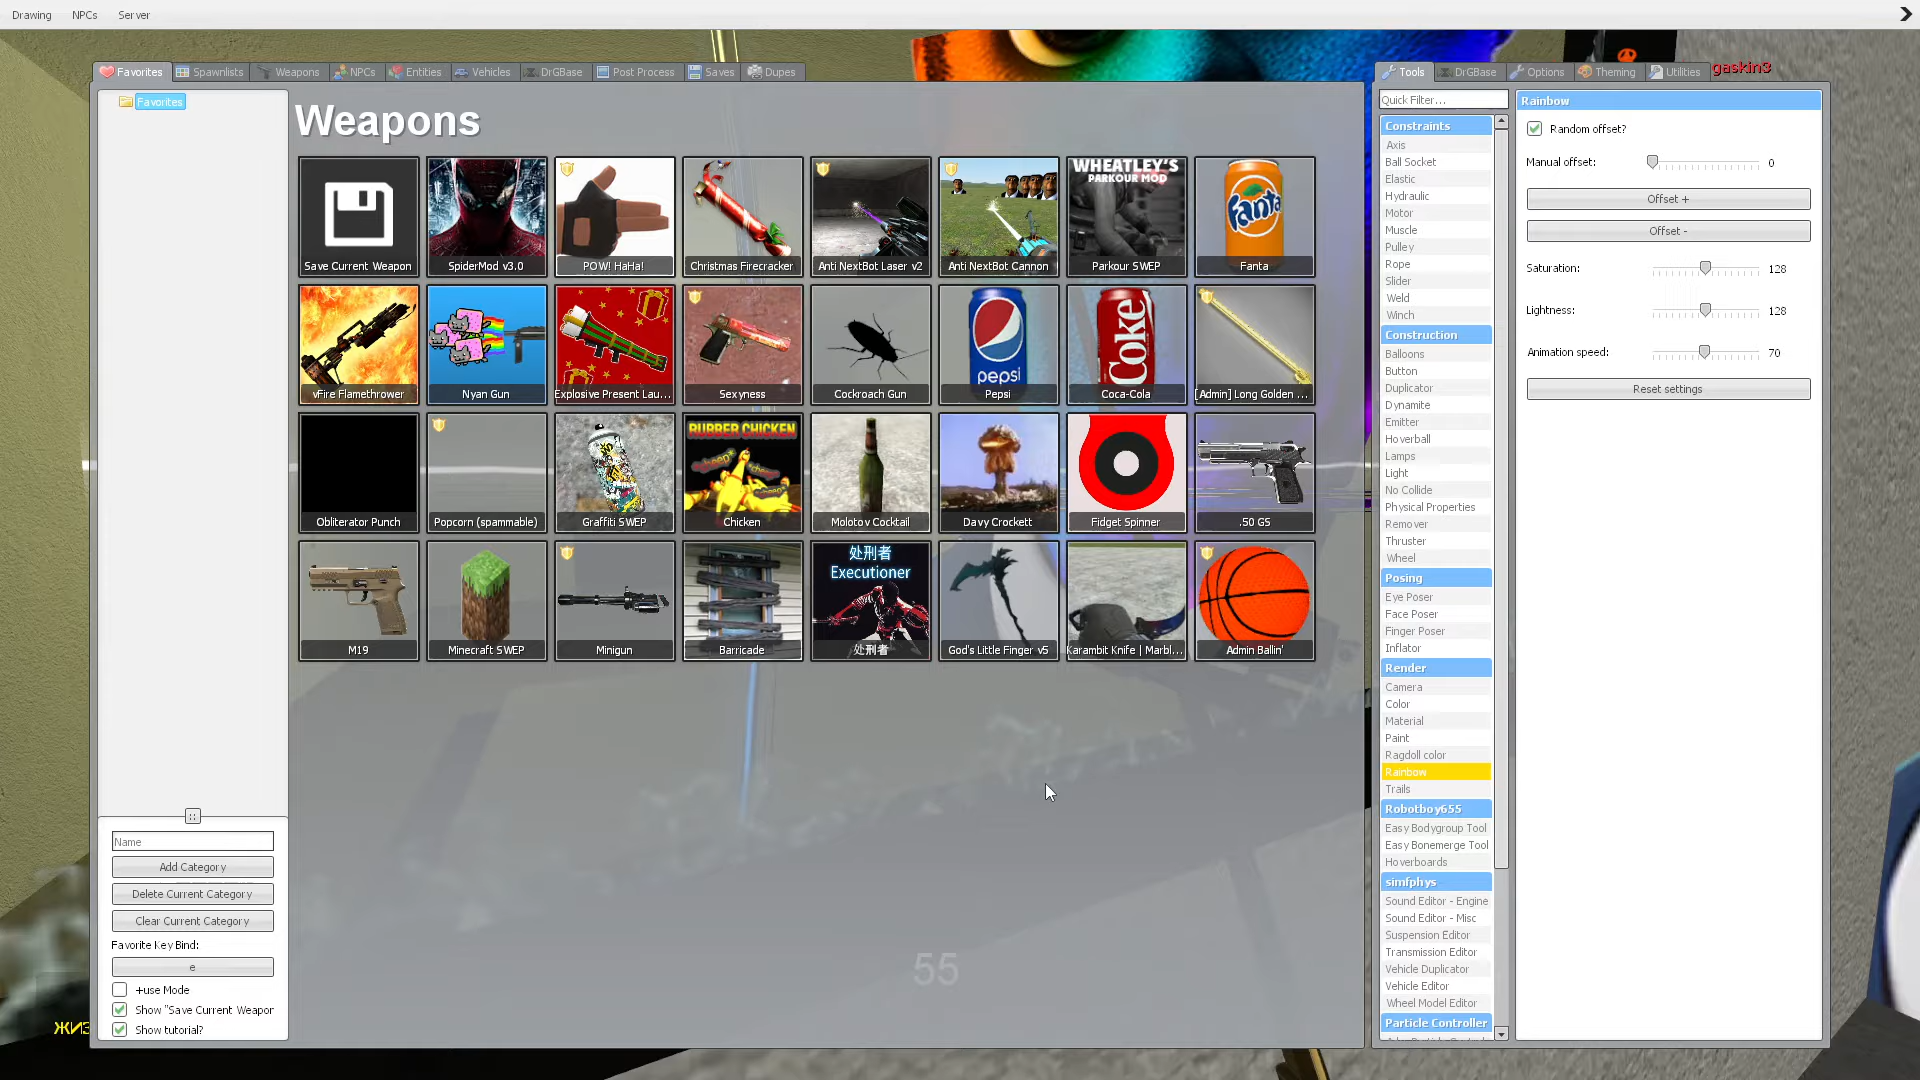 Drawing NPCs Server
Favorites Spawnlists Weapons NPCs Entities Vehicles DrGBase Post Process Saves Dupes
Tools DrGBase Options Theming Utilities gaskin3
Favorites
Weapons
Save Current Weapon
SpiderMod v3.0
POW! HaHa!
Christmas Firecracker
Anti NextBot Laser v2
Anti NextBot Cannon
WHEATLEY'S
PARKOUR MOD
Parkour SWEP
Fanta
Fanta
vFire Flamethrower
Nyan Gun
Explosive Present Lau...
Sexyness
Cockroach Gun
pepsi
Pepsi
Coke
Coca-Cola
[Admin] Long Golden ...
Obliterator Punch
Popcorn (spammable)
Graffiti SWEP
RUBBER CHICKEN
Chicken
Molotov Cocktail
Davy Crockett
Fidget Spinner
.50 GS
M19
Minecraft SWEP
Minigun
Barricade
处刑者
Executioner
处刑者
God's Little Finger v5
Karambit Knife | Marbl...
Admin Ballin'
55
Name
Add Category
Delete Current Category
Clear Current Category
Favorite Key Bind:
e
+use Mode
Show "Save Current Weapor
Show tutorial?
ЖИЗ
Quick Filter...
Constraints
Axis
Ball Socket
Elastic
Hydraulic
Motor
Muscle
Pulley
Rope
Slider
Weld
Winch
Construction
Balloons
Button
Duplicator
Dynamite
Emitter
Hoverball
Lamps
Light
No Collide
Physical Properties
Remover
Thruster
Wheel
Posing
Eye Poser
Face Poser
Finger Poser
Inflator
Render
Camera
Color
Material
Paint
Ragdoll color
Rainbow
Trails
Robotboy655
Easy Bodygroup Tool
Easy Bonemerge Tool
Hoverboards
simfphys
Sound Editor - Engine
Sound Editor - Misc
Suspension Editor
Transmission Editor
Vehicle Duplicator
Vehicle Editor
Wheel Model Editor
Particle Controller
Rainbow
Random offset?
Manual offset: 0
Offset +
Offset -
Saturation: 128
Lightness: 128
Animation speed: 70
Reset settings